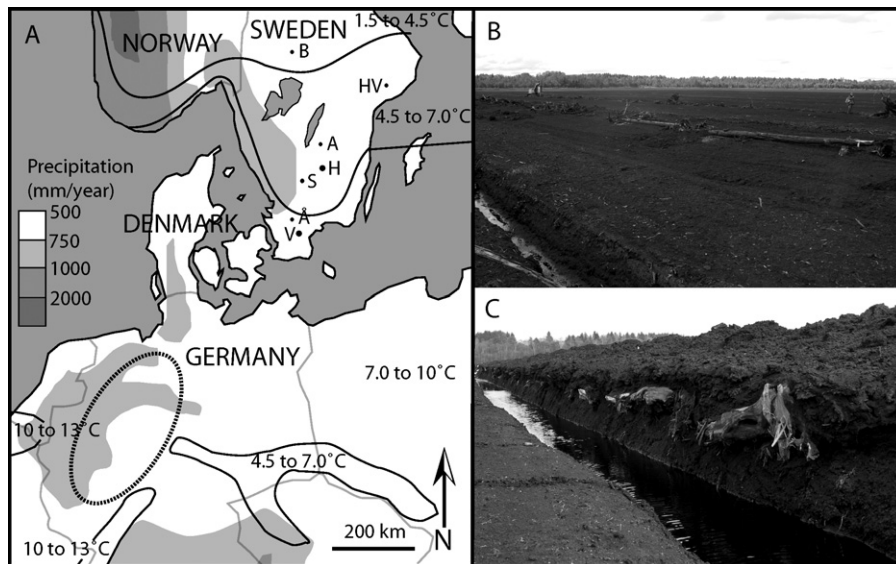 A
NORWAY
SWEDEN
1.5 to 4.5˚C
B
HV
4.5 to 7.0˚C
A
H
S
Å
V
Precipitation
(mm/year)
500
750
1000
2000
DENMARK
GERMANY
7.0 to 10˚C
10 to 13˚C
4.5 to 7.0˚C
10 to 13˚C
200 km
N
B
C